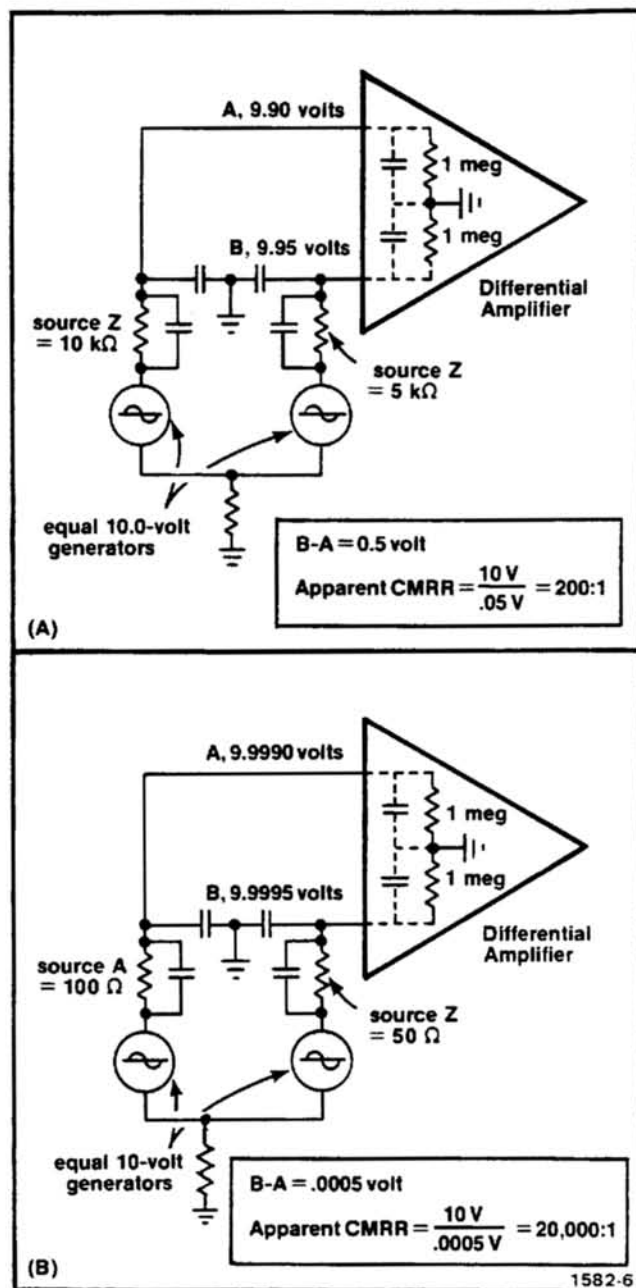 A, 9.90 volts
1 meg
1 meg
B, 9.95 volts
Differential
Amplifier
source Z
= 10 kΩ
source Z
= 5 kΩ
equal 10.0-volt
generators
B-A = 0.5 volt
Apparent CMRR = 10 V / .05 V = 200:1
(A)
A, 9.9990 volts
1 meg
1 meg
B, 9.9995 volts
Differential
Amplifier
source A
= 100 Ω
source Z
= 50 Ω
equal 10-volt
generators
B-A = .0005 volt
Apparent CMRR = 10 V / .0005 V = 20,000:1
(B)
1582-6